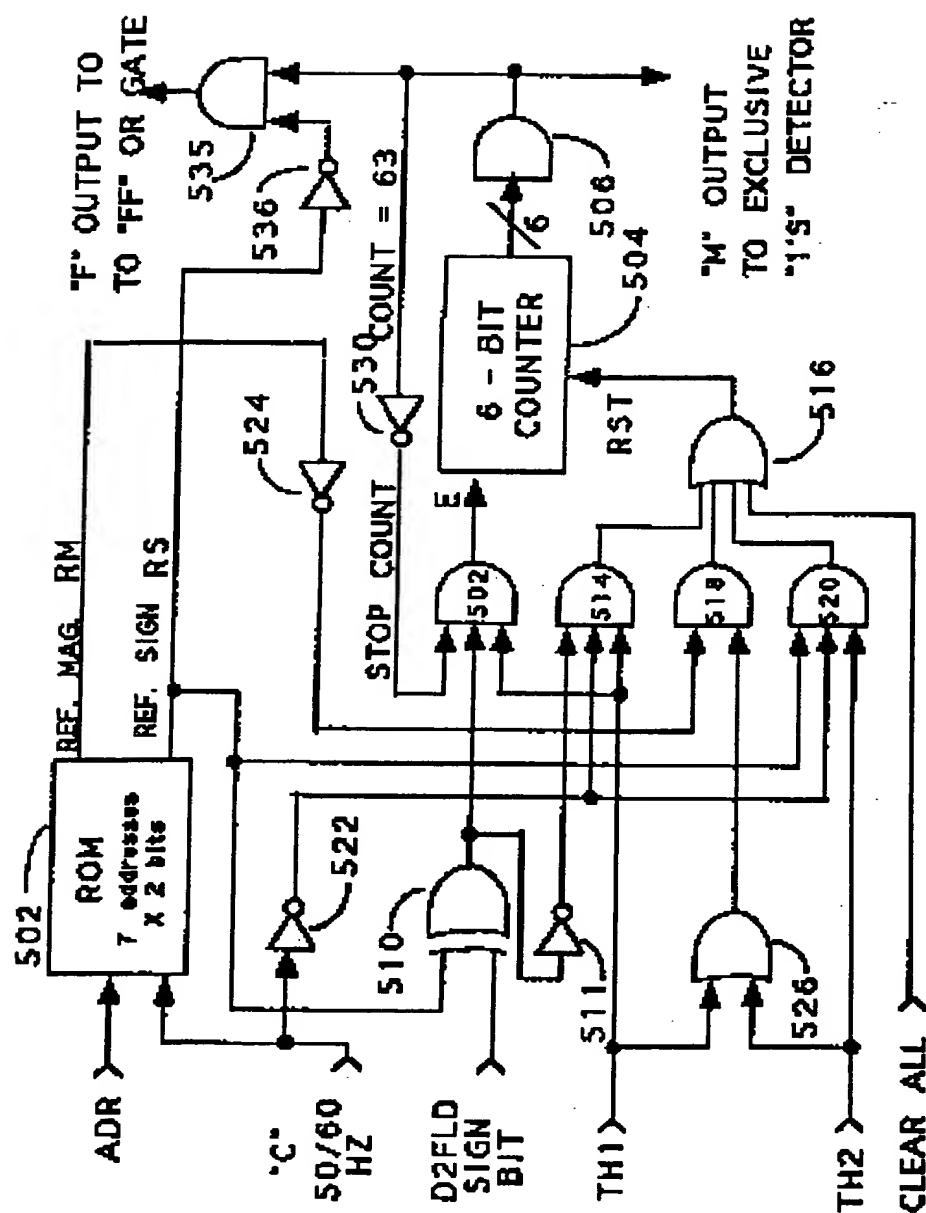 502
ROM
7 addresses
X 2 bits
REF. MAG. RM
REF. SIGN RS
524
536
535
"F" OUTPUT TO
TO "FF" OR GATE
ADR
"C"
50/60
HZ
522
STOP COUNT
530
COUNT = 63
510
D2FLD
SIGN
BIT
502
E
6 - BIT
COUNTER
6
506
504
"M" OUTPUT
TO EXCLUSIVE
"1'S" DETECTOR
511
514
RST
TH1
518
516
526
520
TH2
CLEAR ALL